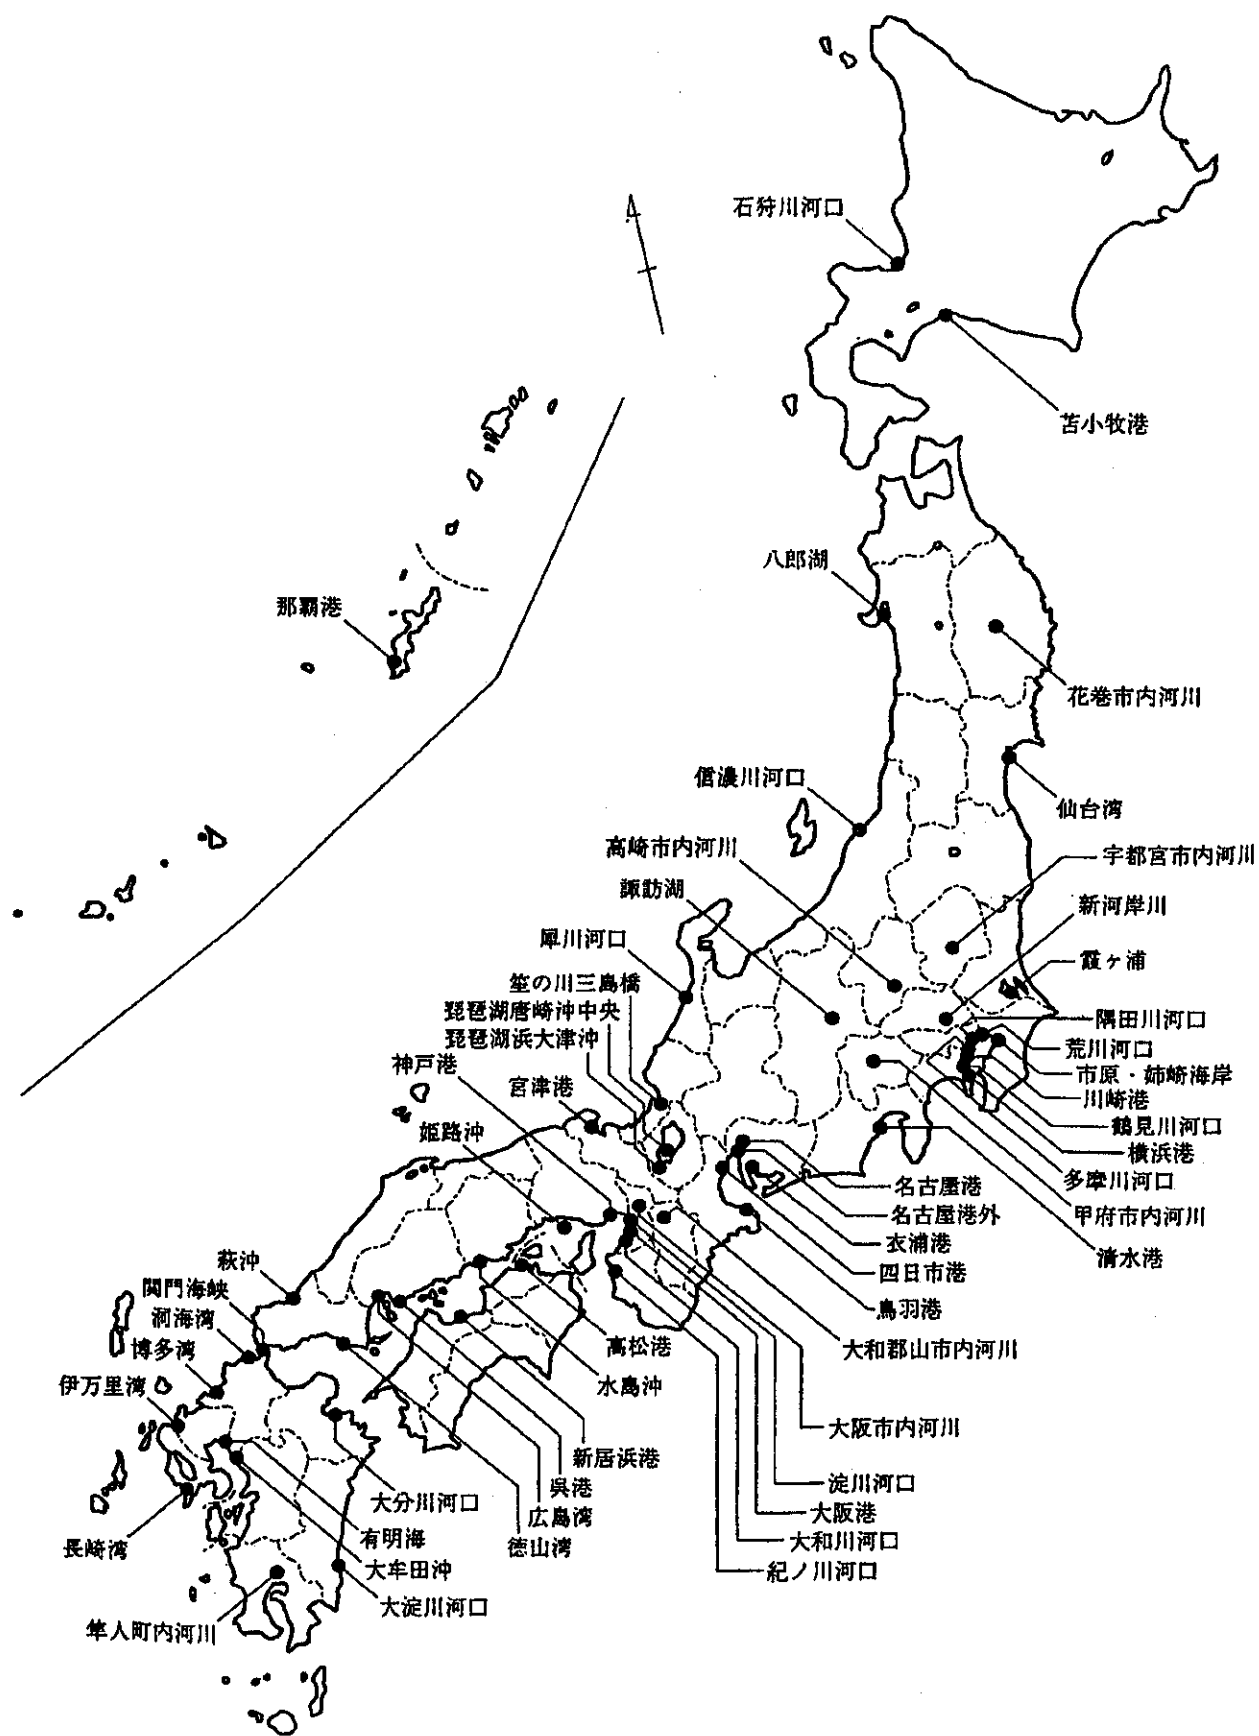 石狩川河口
苫小牧港
八郎湖
那覇港
花巻市内河川
信濃川河口
仙台湾
高崎市内河川
宇都宮市内河川
諏訪湖
新河岸川
犀川河口
霞ヶ浦
笙の川三島橋
琵琶湖唐崎沖中央
琵琶湖浜大津沖
隅田川河口
荒川河口
神戸港
宮津港
市原・姉崎海岸
川崎港
姫路沖
鶴見川河口
横浜港
多摩川河口
名古屋港
名古屋港外
甲府市内河川
衣浦港
清水港
四日市港
萩沖
鳥羽港
関門海峡
洞海湾
博多湾
高松港
大和郡山市内河川
伊万里湾
水島沖
大阪市内河川
新居浜港
呉港
淀川河口
大分川河口
広島湾
大阪港
有明海
徳山湾
大和川河口
長崎湾
大牟田沖
紀ノ川河口
大淀川河口
隼人町内河川